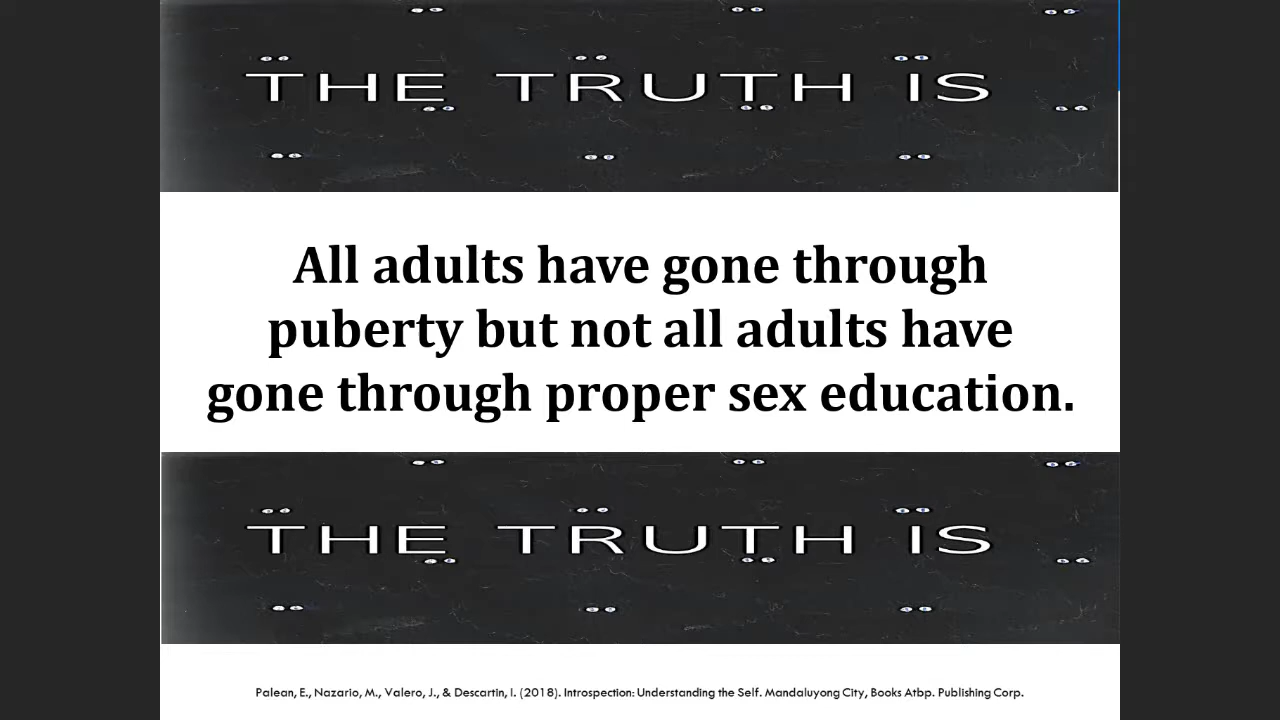 THE TRUTH IS
All adults have gone through
puberty but not all adults have
gone through proper sex education.
THE TRUTH IS
Palean, E., Nazario, M., Valero, J., & Descartin, I. (2018). Introspection: Understanding the Self. Mandaluyong City, Books Atbp. Publishing Corp.